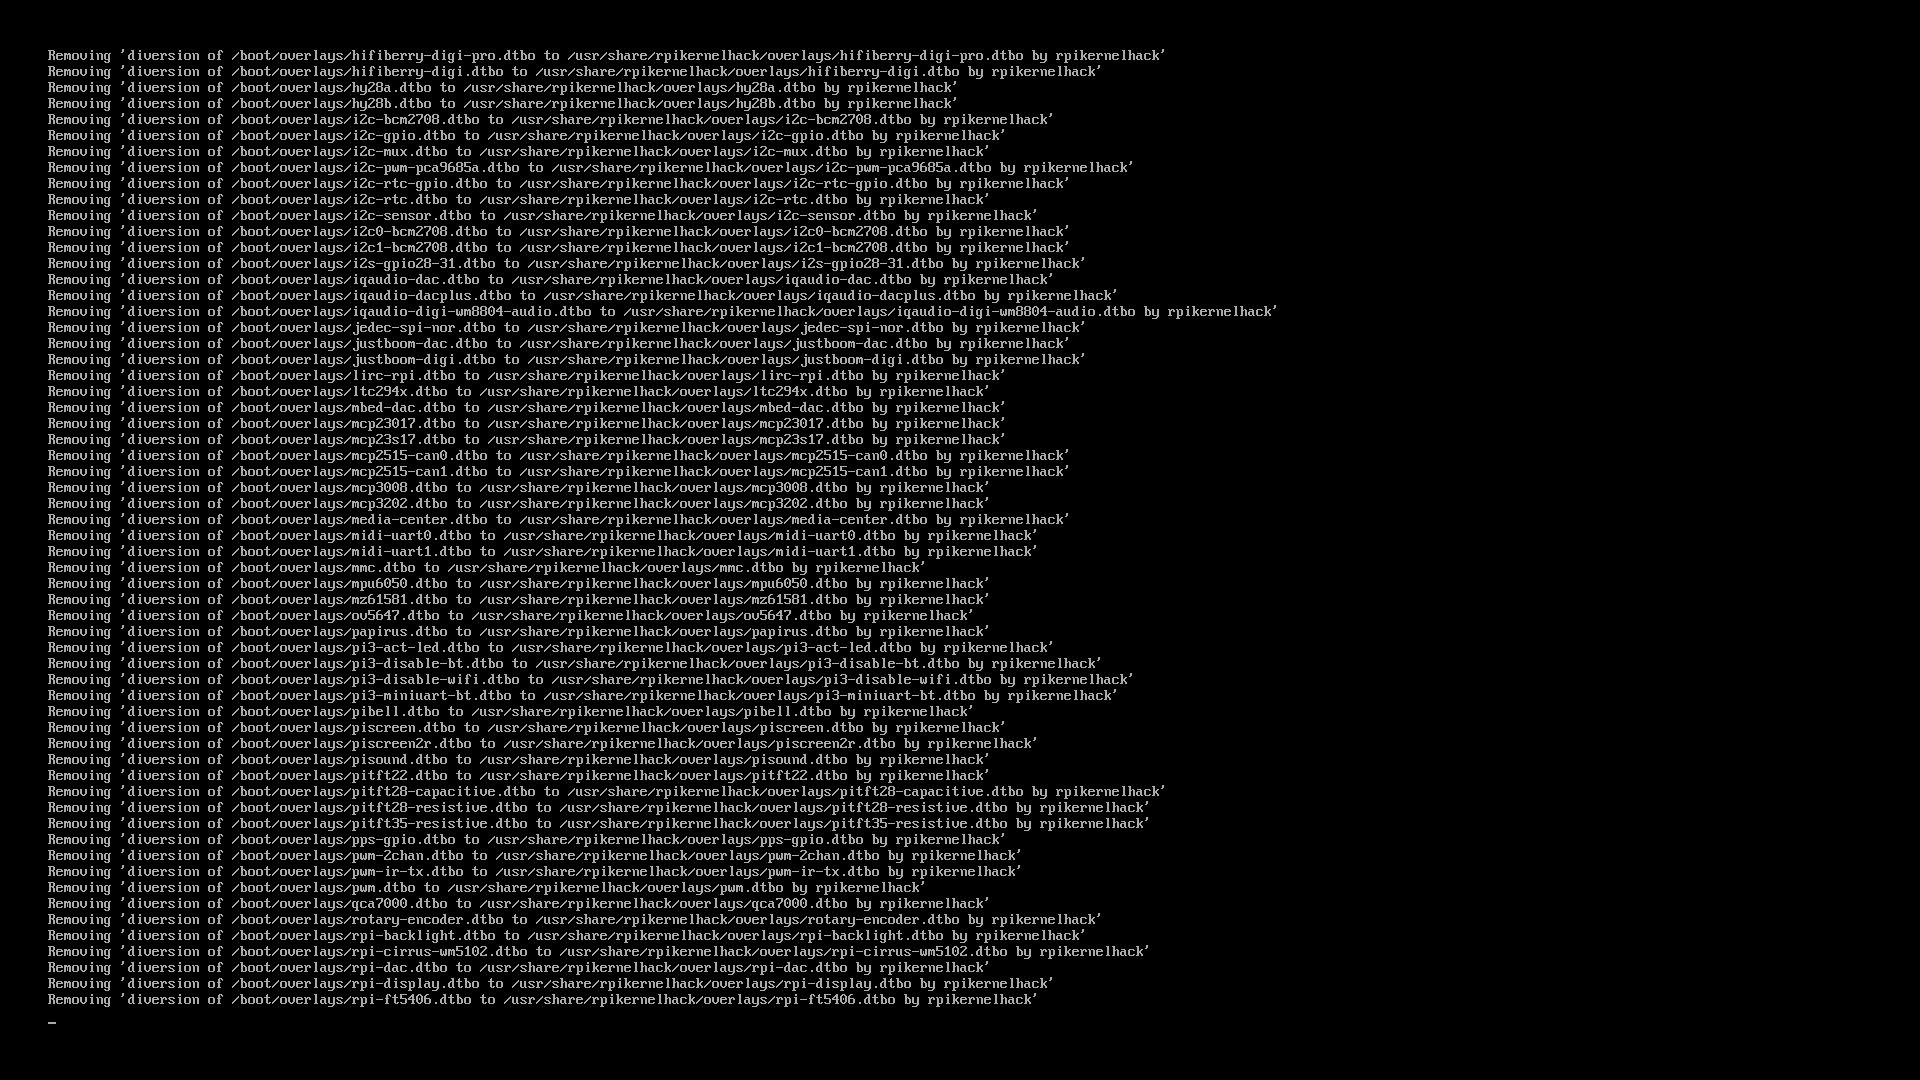 Removing 'diversion of /boot/overlays/hifiberry-digi-pro.dtbo to /usr/share/rpikernelhack/overlays/hifiberry-digi-pro.dtbo by rpikernelhack'
Removing 'diversion of /boot/overlays/hifiberry-digi.dtbo to /usr/share/rpikernelhack/overlays/hifiberry-digi.dtbo by rpikernelhack'
Removing 'diversion of /boot/overlays/hy28a.dtbo to /usr/share/rpikernelhack/overlays/hy28a.dtbo by rpikernelhack'
Removing 'diversion of /boot/overlays/hy28b.dtbo to /usr/share/rpikernelhack/overlays/hy28b.dtbo by rpikernelhack'
Removing 'diversion of /boot/overlays/i2c-bcm2708.dtbo to /usr/share/rpikernelhack/overlays/i2c-bcm2708.dtbo by rpikernelhack'
Removing 'diversion of /boot/overlays/i2c-gpio.dtbo to /usr/share/rpikernelhack/overlays/i2c-gpio.dtbo by rpikernelhack'
Removing 'diversion of /boot/overlays/i2c-mux.dtbo to /usr/share/rpikernelhack/overlays/i2c-mux.dtbo by rpikernelhack'
Removing 'diversion of /boot/overlays/i2c-pwm-pca9685a.dtbo to /usr/share/rpikernelhack/overlays/i2c-pwm-pca9685a.dtbo by rpikernelhack'
Removing 'diversion of /boot/overlays/i2c-rtc-gpio.dtbo to /usr/share/rpikernelhack/overlays/i2c-rtc-gpio.dtbo by rpikernelhack'
Removing 'diversion of /boot/overlays/i2c-rtc.dtbo to /usr/share/rpikernelhack/overlays/i2c-rtc.dtbo by rpikernelhack'
Removing 'diversion of /boot/overlays/i2c-sensor.dtbo to /usr/share/rpikernelhack/overlays/i2c-sensor.dtbo by rpikernelhack'
Removing 'diversion of /boot/overlays/i2c0-bcm2708.dtbo to /usr/share/rpikernelhack/overlays/i2c0-bcm2708.dtbo by rpikernelhack'
Removing 'diversion of /boot/overlays/i2c1-bcm2708.dtbo to /usr/share/rpikernelhack/overlays/i2c1-bcm2708.dtbo by rpikernelhack'
Removing 'diversion of /boot/overlays/i2s-gpio28-31.dtbo to /usr/share/rpikernelhack/overlays/i2s-gpio28-31.dtbo by rpikernelhack'
Removing 'diversion of /boot/overlays/iqaudio-dac.dtbo to /usr/share/rpikernelhack/overlays/iqaudio-dac.dtbo by rpikernelhack'
Removing 'diversion of /boot/overlays/iqaudio-dacplus.dtbo to /usr/share/rpikernelhack/overlays/iqaudio-dacplus.dtbo by rpikernelhack'
Removing 'diversion of /boot/overlays/iqaudio-digi-wm8804-audio.dtbo to /usr/share/rpikernelhack/overlays/iqaudio-digi-wm8804-audio.dtbo by rpikernelhack'
Removing 'diversion of /boot/overlays/jedec-spi-nor.dtbo to /usr/share/rpikernelhack/overlays/jedec-spi-nor.dtbo by rpikernelhack'
Removing 'diversion of /boot/overlays/justboom-dac.dtbo to /usr/share/rpikernelhack/overlays/justboom-dac.dtbo by rpikernelhack'
Removing 'diversion of /boot/overlays/justboom-digi.dtbo to /usr/share/rpikernelhack/overlays/justboom-digi.dtbo by rpikernelhack'
Removing 'diversion of /boot/overlays/lirc-rpi.dtbo to /usr/share/rpikernelhack/overlays/lirc-rpi.dtbo by rpikernelhack'
Removing 'diversion of /boot/overlays/ltc294x.dtbo to /usr/share/rpikernelhack/overlays/ltc294x.dtbo by rpikernelhack'
Removing 'diversion of /boot/overlays/mbed-dac.dtbo to /usr/share/rpikernelhack/overlays/mbed-dac.dtbo by rpikernelhack'
Removing 'diversion of /boot/overlays/mcp23017.dtbo to /usr/share/rpikernelhack/overlays/mcp23017.dtbo by rpikernelhack'
Removing 'diversion of /boot/overlays/mcp23s17.dtbo to /usr/share/rpikernelhack/overlays/mcp23s17.dtbo by rpikernelhack'
Removing 'diversion of /boot/overlays/mcp2515-can0.dtbo to /usr/share/rpikernelhack/overlays/mcp2515-can0.dtbo by rpikernelhack'
Removing 'diversion of /boot/overlays/mcp2515-can1.dtbo to /usr/share/rpikernelhack/overlays/mcp2515-can1.dtbo by rpikernelhack'
Removing 'diversion of /boot/overlays/mcp3008.dtbo to /usr/share/rpikernelhack/overlays/mcp3008.dtbo by rpikernelhack'
Removing 'diversion of /boot/overlays/mcp3202.dtbo to /usr/share/rpikernelhack/overlays/mcp3202.dtbo by rpikernelhack'
Removing 'diversion of /boot/overlays/media-center.dtbo to /usr/share/rpikernelhack/overlays/media-center.dtbo by rpikernelhack'
Removing 'diversion of /boot/overlays/midi-uart0.dtbo to /usr/share/rpikernelhack/overlays/midi-uart0.dtbo by rpikernelhack'
Removing 'diversion of /boot/overlays/midi-uart1.dtbo to /usr/share/rpikernelhack/overlays/midi-uart1.dtbo by rpikernelhack'
Removing 'diversion of /boot/overlays/mmc.dtbo to /usr/share/rpikernelhack/overlays/mmc.dtbo by rpikernelhack'
Removing 'diversion of /boot/overlays/mpu6050.dtbo to /usr/share/rpikernelhack/overlays/mpu6050.dtbo by rpikernelhack'
Removing 'diversion of /boot/overlays/mz61581.dtbo to /usr/share/rpikernelhack/overlays/mz61581.dtbo by rpikernelhack'
Removing 'diversion of /boot/overlays/ov5647.dtbo to /usr/share/rpikernelhack/overlays/ov5647.dtbo by rpikernelhack'
Removing 'diversion of /boot/overlays/papirus.dtbo to /usr/share/rpikernelhack/overlays/papirus.dtbo by rpikernelhack'
Removing 'diversion of /boot/overlays/pi3-act-led.dtbo to /usr/share/rpikernelhack/overlays/pi3-act-led.dtbo by rpikernelhack'
Removing 'diversion of /boot/overlays/pi3-disable-bt.dtbo to /usr/share/rpikernelhack/overlays/pi3-disable-bt.dtbo by rpikernelhack'
Removing 'diversion of /boot/overlays/pi3-disable-wifi.dtbo to /usr/share/rpikernelhack/overlays/pi3-disable-wifi.dtbo by rpikernelhack'
Removing 'diversion of /boot/overlays/pi3-miniuart-bt.dtbo to /usr/share/rpikernelhack/overlays/pi3-miniuart-bt.dtbo by rpikernelhack'
Removing 'diversion of /boot/overlays/pibell.dtbo to /usr/share/rpikernelhack/overlays/pibell.dtbo by rpikernelhack'
Removing 'diversion of /boot/overlays/piscreen.dtbo to /usr/share/rpikernelhack/overlays/piscreen.dtbo by rpikernelhack'
Removing 'diversion of /boot/overlays/piscreen2r.dtbo to /usr/share/rpikernelhack/overlays/piscreen2r.dtbo by rpikernelhack'
Removing 'diversion of /boot/overlays/pisound.dtbo to /usr/share/rpikernelhack/overlays/pisound.dtbo by rpikernelhack'
Removing 'diversion of /boot/overlays/pitft22.dtbo to /usr/share/rpikernelhack/overlays/pitft22.dtbo by rpikernelhack'
Removing 'diversion of /boot/overlays/pitft28-capacitive.dtbo to /usr/share/rpikernelhack/overlays/pitft28-capacitive.dtbo by rpikernelhack'
Removing 'diversion of /boot/overlays/pitft28-resistive.dtbo to /usr/share/rpikernelhack/overlays/pitft28-resistive.dtbo by rpikernelhack'
Removing 'diversion of /boot/overlays/pitft35-resistive.dtbo to /usr/share/rpikernelhack/overlays/pitft35-resistive.dtbo by rpikernelhack'
Removing 'diversion of /boot/overlays/pps-gpio.dtbo to /usr/share/rpikernelhack/overlays/pps-gpio.dtbo by rpikernelhack'
Removing 'diversion of /boot/overlays/pwm-2chan.dtbo to /usr/share/rpikernelhack/overlays/pwm-2chan.dtbo by rpikernelhack'
Removing 'diversion of /boot/overlays/pwm-ir-tx.dtbo to /usr/share/rpikernelhack/overlays/pwm-ir-tx.dtbo by rpikernelhack'
Removing 'diversion of /boot/overlays/pwm.dtbo to /usr/share/rpikernelhack/overlays/pwm.dtbo by rpikernelhack'
Removing 'diversion of /boot/overlays/qca7000.dtbo to /usr/share/rpikernelhack/overlays/qca7000.dtbo by rpikernelhack'
Removing 'diversion of /boot/overlays/rotary-encoder.dtbo to /usr/share/rpikernelhack/overlays/rotary-encoder.dtbo by rpikernelhack'
Removing 'diversion of /boot/overlays/rpi-backlight.dtbo to /usr/share/rpikernelhack/overlays/rpi-backlight.dtbo by rpikernelhack'
Removing 'diversion of /boot/overlays/rpi-cirrus-wm5102.dtbo to /usr/share/rpikernelhack/overlays/rpi-cirrus-wm5102.dtbo by rpikernelhack'
Removing 'diversion of /boot/overlays/rpi-dac.dtbo to /usr/share/rpikernelhack/overlays/rpi-dac.dtbo by rpikernelhack'
Removing 'diversion of /boot/overlays/rpi-display.dtbo to /usr/share/rpikernelhack/overlays/rpi-display.dtbo by rpikernelhack'
Removing 'diversion of /boot/overlays/rpi-ft5406.dtbo to /usr/share/rpikernelhack/overlays/rpi-ft5406.dtbo by rpikernelhack'